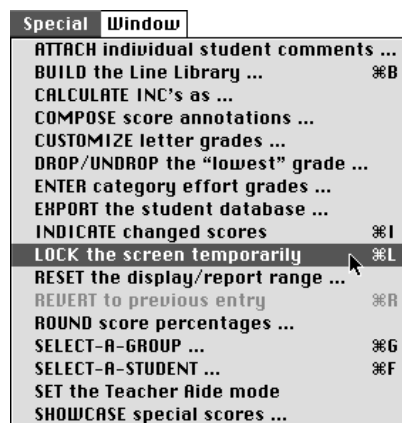 Special Window
ATTACH individual student comments ...
BUILD the Line Library ... ⌘B
CALCULATE INC's as ...
COMPOSE score annotations ...
CUSTOMIZE letter grades ...
DROP/UNDROP the “lowest” grade ...
ENTER category effort grades ...
EXPORT the student database ...
INDICATE changed scores ⌘I
LOCK the screen temporarily ⌘L
RESET the display/report range ...
REVERT to previous entry ⌘R
ROUND score percentages ...
SELECT-A-GROUP ... ⌘G
SELECT-A-STUDENT ... ⌘F
SET the Teacher Aide mode
SHOWCASE special scores ...